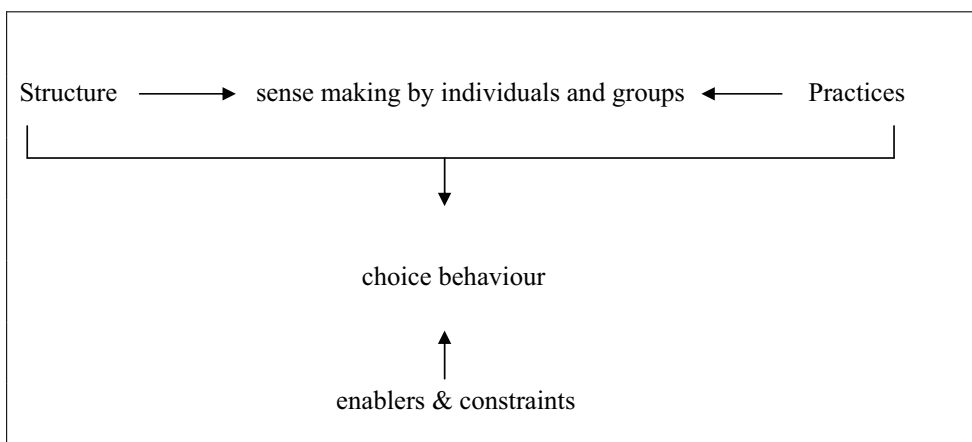 Structure sense making by individuals and groups Practices
choice behaviour
enablers & constraints